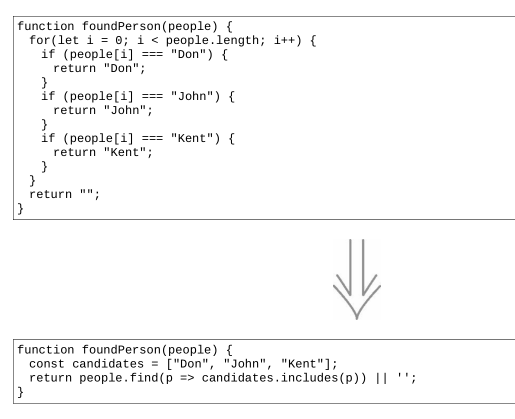 function foundPerson(people) {
  for(let i = 0; i < people.length; i++) {
    if (people[i] === "Don") {
      return "Don";
    }
    if (people[i] === "John") {
      return "John";
    }
    if (people[i] === "Kent") {
      return "Kent";
    }
  }
  return "";
}
function foundPerson(people) {
  const candidates = ["Don", "John", "Kent"];
  return people.find(p => candidates.includes(p)) || '';
}